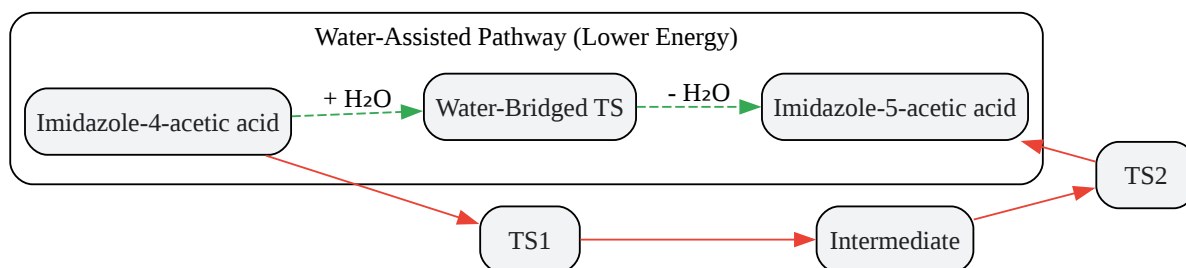 Water-Assisted Pathway (Lower Energy)
Imidazole-4-acetic acid
+ H₂O
Water-Bridged TS
- H₂O
Imidazole-5-acetic acid
TS1
Intermediate
TS2